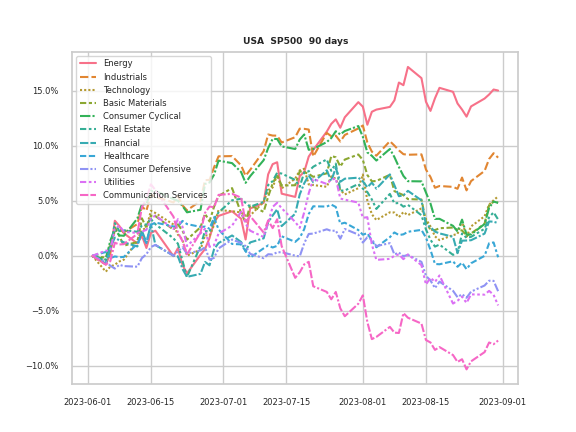 USA SP500 90 days
Energy
Industrials
Technology
Basic Materials
Consumer Cyclical
Real Estate
Financial
Healthcare
Consumer Defensive
Utilities
Communication Services
15.0%
10.0%
5.0%
0.0%
−5.0%
−10.0%
2023-06-01 2023-06-15 2023-07-01 2023-07-15 2023-08-01 2023-08-15 2023-09-01